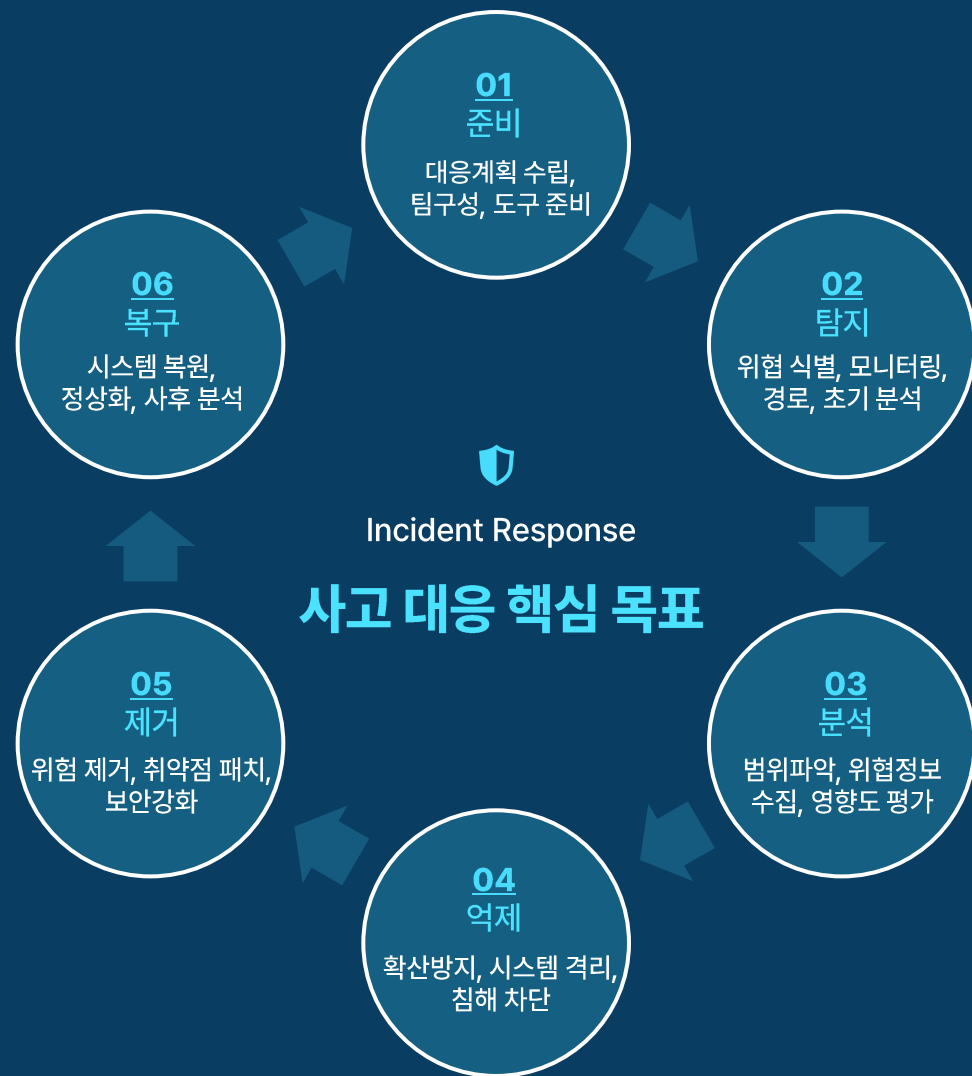 01
준비
대응계획 수립,
팀구성, 도구 준비
02
탐지
위협 식별, 모니터링,
경로, 초기 분석
03
분석
범위파악, 위협정보
수집, 영향도 평가
04
억제
확산방지, 시스템 격리,
침해 차단
05
제거
위험 제거, 취약점 패치,
보안강화
06
복구
시스템 복원,
정상화, 사후 분석
Incident Response
사고 대응 핵심 목표